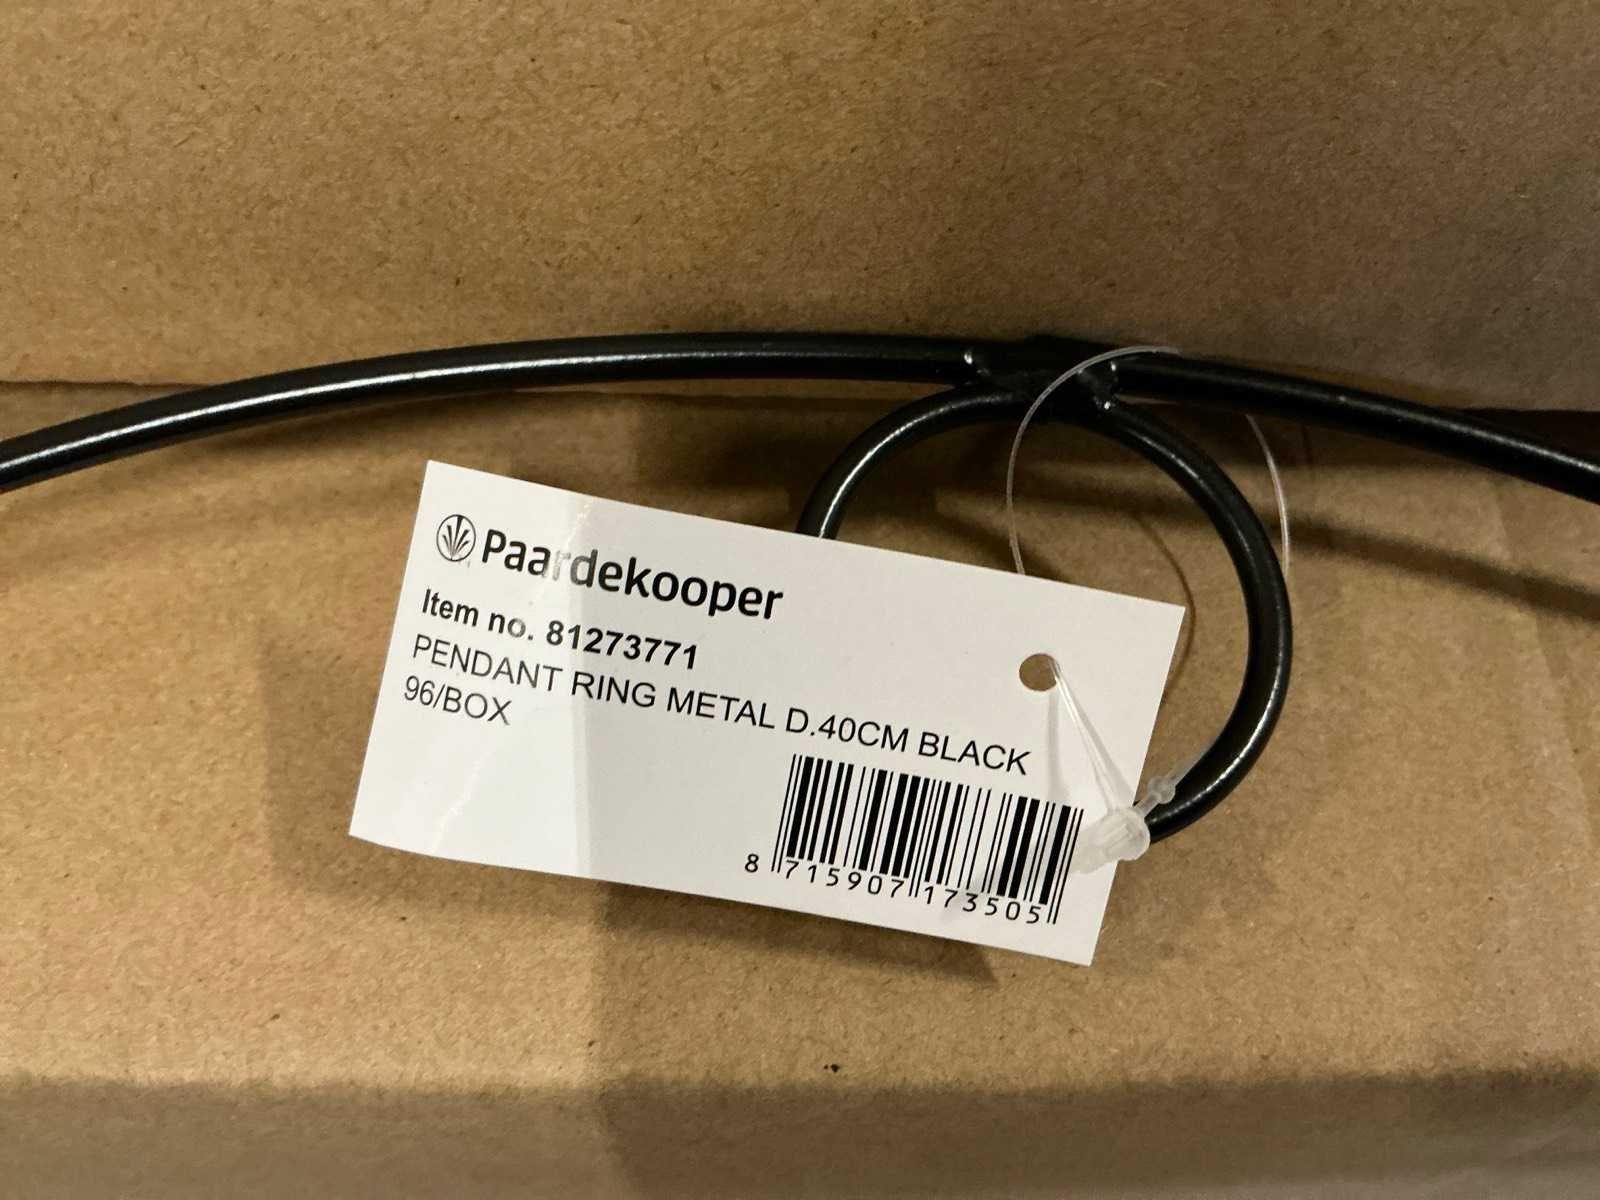 Paardekooper
Item no. 81273771
PENDANT RING METAL D.40CM BLACK
96/BOX
8 715907 173505